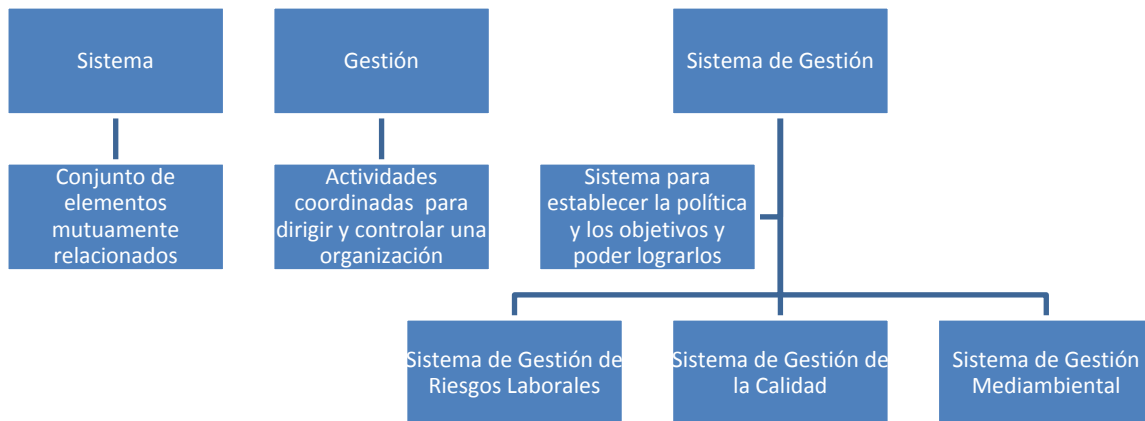 Sistema
Gestión
Sistema de Gestión
Conjunto de
elementos
mutuamente
relacionados
Actividades
coordinadas para
dirigir y controlar una
organización
Sistema para
establecer la política
y los objetivos y
poder lograrlos
Sistema de Gestión de
Riesgos Laborales
Sistema de Gestión de
la Calidad
Sistema de Gestión
Mediambiental